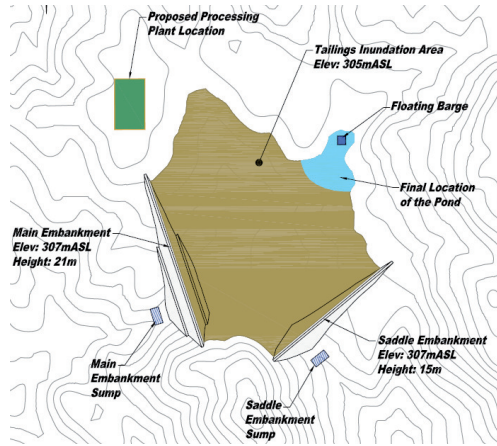 Proposed Processing
Plant Location
Tailings Inundation Area
Elev: 305mASL
Floating Barge
Final Location
of the Pond
Main Embankment
Elev: 307mASL
Height: 21m
Saddle Embankment
Elev: 307mASL
Height: 15m
Main
Embankment
Sump
Saddle
Embankment
Sump